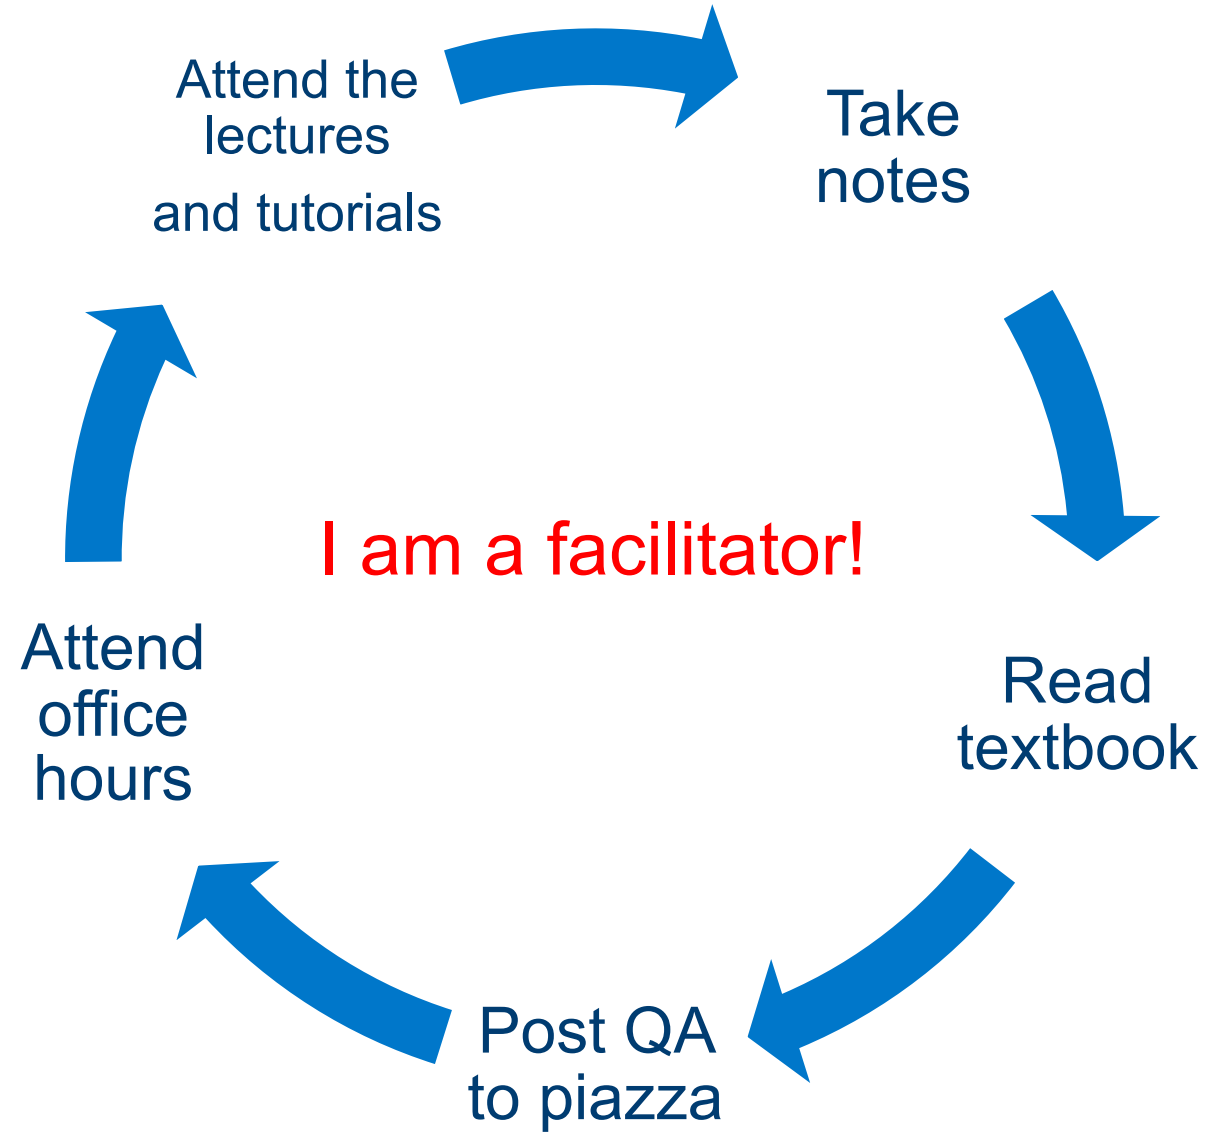 Attend the
lectures
and tutorials
Take
notes
Read
textbook
Post QA
to piazza
Attend
office
hours
I am a facilitator!